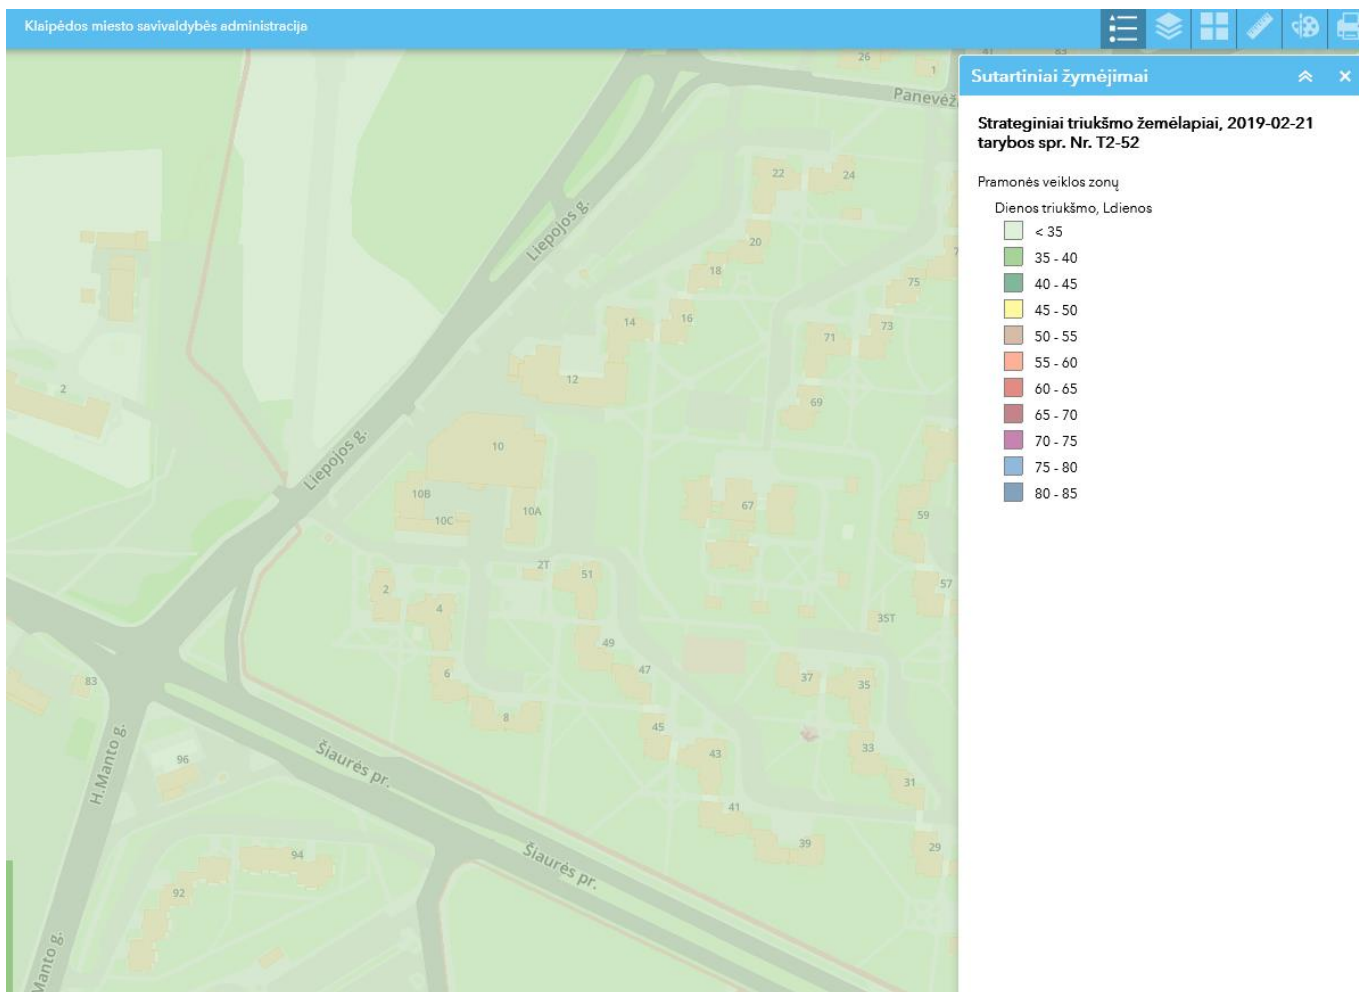 Klaipėdos miesto savivaldybės administracija
Sutartiniai žymėjimai
Strateginiai triukšmo žemėlapiai, 2019-02-21
tarybos spr. Nr. T2-52
Pramonės veiklos zonų
Dienos triukšmo, Ldienos
< 35
35 - 40
40 - 45
45 - 50
50 - 55
55 - 60
60 - 65
65 - 70
70 - 75
75 - 80
80 - 85
26
1
22
24
Liepojos g.
20
18
75
14
16
73
71
12
2
69
Liepojos g.
10
10B
10C
10A
67
59
2T
51
57
2
4
35T
49
47
6
37
35
83
8
45
43
33
H.Manto g.
96
Šiaurės pr.
31
41
39
29
94
Šiaurės pr.
92
Manto g.